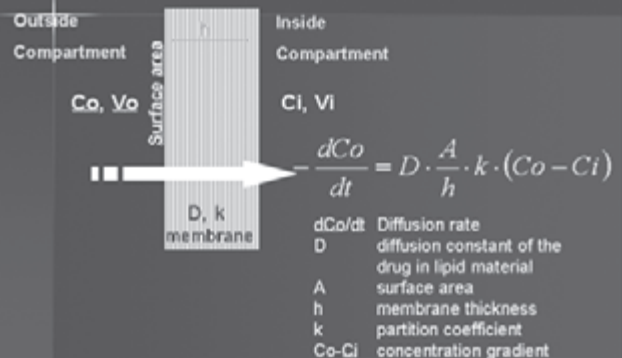 Outside
Compartment
Co, Vo
Surface area
h
D, k
membrane
Inside
Compartment
Ci, Vi
- dCo/dt = D · A/h · k · (Co − Ci)
dCo/dt Diffusion rate
D diffusion constant of the
drug in lipid material
A surface area
h membrane thickness
k partition coefficient
Co-Ci concentration gradient